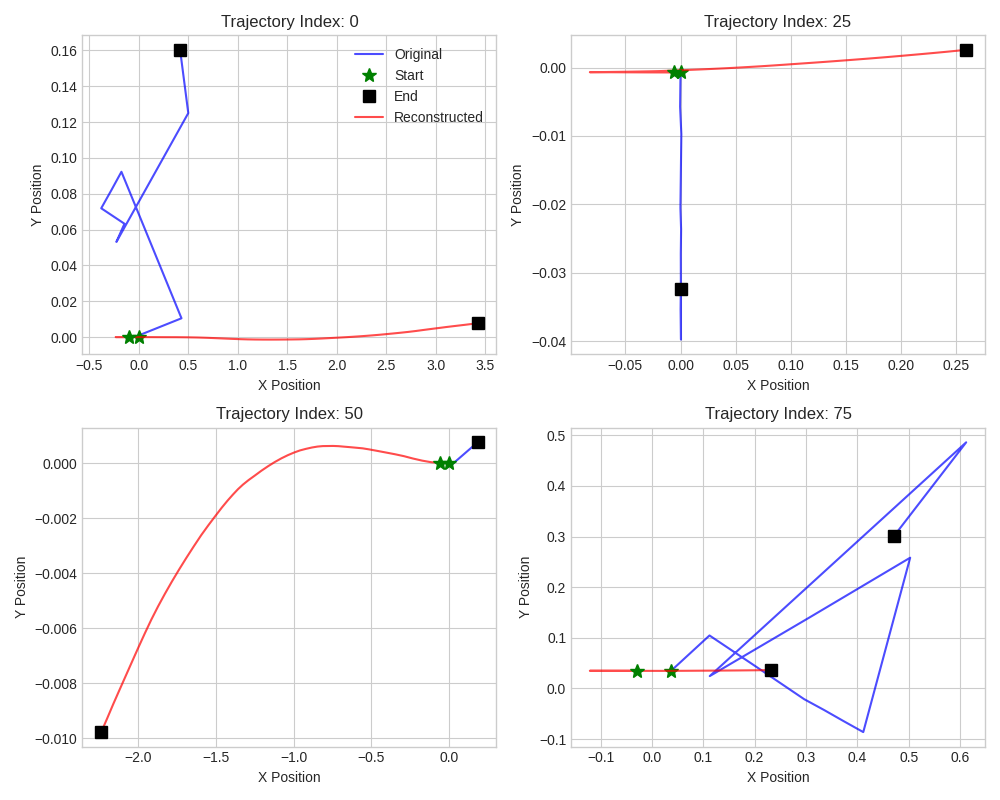 Trajectory Index: 0
0.16
0.14
0.12
0.10
0.08
0.06
0.04
0.02
0.00
Y Position
Original
Start
End
Reconstructed
−0.5 0.0 0.5 1.0 1.5 2.0 2.5 3.0 3.5
X Position
Trajectory Index: 25
0.00
−0.01
−0.02
−0.03
−0.04
Y Position
−0.05 0.00 0.05 0.10 0.15 0.20 0.25
X Position
Trajectory Index: 50
0.000
−0.002
−0.004
−0.006
−0.008
−0.010
Y Position
−2.0 −1.5 −1.0 −0.5 0.0
X Position
Trajectory Index: 75
0.5
0.4
0.3
0.2
0.1
0.0
−0.1
Y Position
−0.1 0.0 0.1 0.2 0.3 0.4 0.5 0.6
X Position